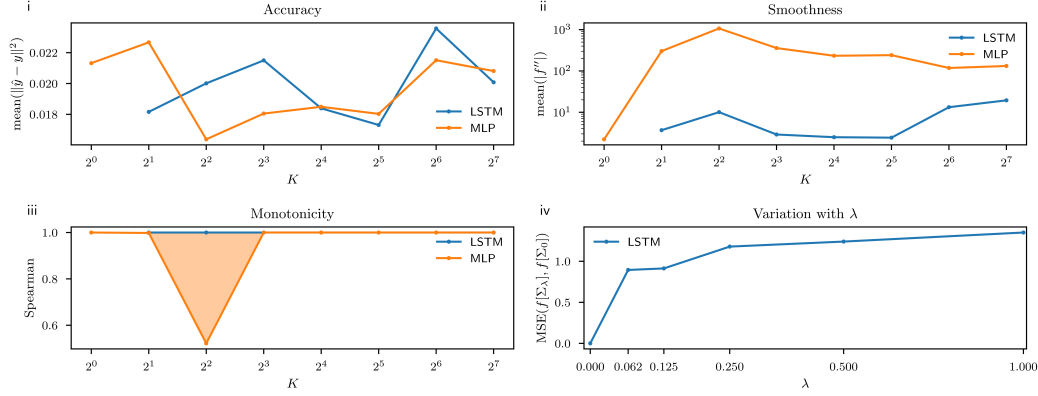 i
Accuracy
mean(||ŷ − y||²)
0.022
0.020
0.018
LSTM
MLP
2⁰ 2¹ 2² 2³ 2⁴ 2⁵ 2⁶ 2⁷
K
ii
Smoothness
mean(|f′′|)
10³
10²
10¹
LSTM
MLP
2⁰ 2¹ 2² 2³ 2⁴ 2⁵ 2⁶ 2⁷
K
iii
Monotonicity
Spearman
1.0
0.8
0.6
LSTM
MLP
2⁰ 2¹ 2² 2³ 2⁴ 2⁵ 2⁶ 2⁷
K
iv
Variation with λ
MSE(f[Σλ], f[Σ₀])
1.0
0.5
0.0
LSTM
0.000 0.062 0.125 0.250 0.500 1.000
λ